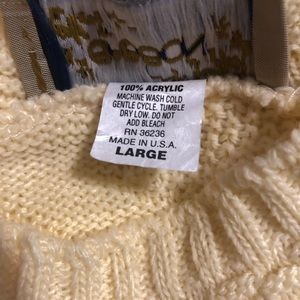 100% ACRYLIC
MACHINE WASH COLD
GENTLE CYCLE. TUMBLE
DRY LOW. DO NOT
ADD BLEACH
RN 36236
MADE IN U.S.A.
LARGE